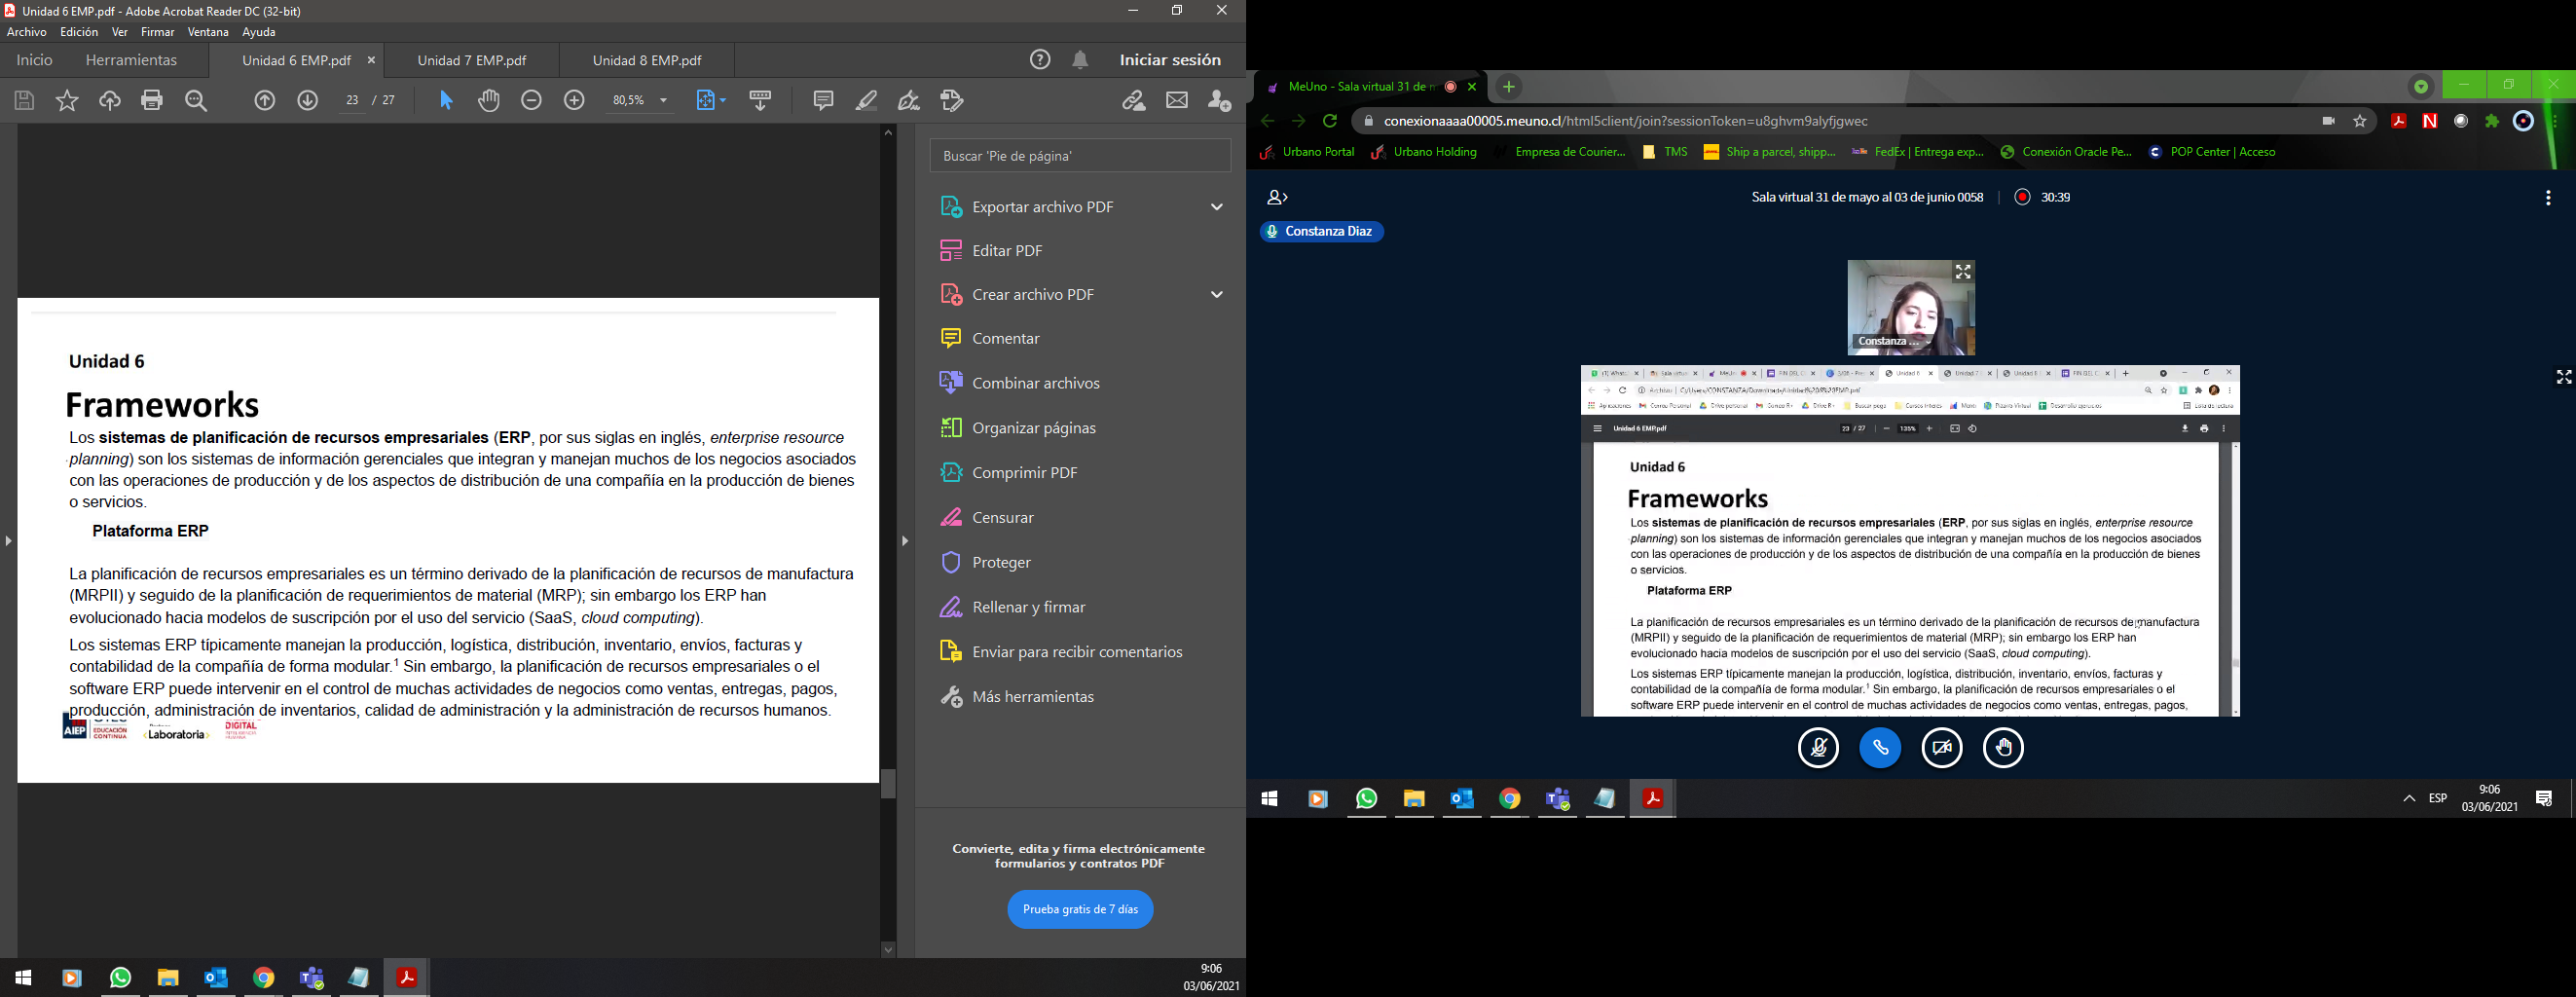 Unidad 6 EMP.pdf - Adobe Acrobat Reader DC (32-bit)
Archivo Edición Ver Firmar Ventana Ayuda
Inicio Herramientas Unidad 6 EMP.pdf × Unidad 7 EMP.pdf Unidad 8 EMP.pdf Iniciar sesión
23 / 27 80,5%
Unidad 6
Frameworks
Los sistemas de planificación de recursos empresariales (ERP, por sus siglas en inglés, enterprise resource
planning) son los sistemas de información gerenciales que integran y manejan muchos de los negocios asociados
con las operaciones de producción y de los aspectos de distribución de una compañía en la producción de bienes
o servicios.
Plataforma ERP
La planificación de recursos empresariales es un término derivado de la planificación de recursos de manufactura
(MRPII) y seguido de la planificación de requerimientos de material (MRP); sin embargo los ERP han
evolucionado hacia modelos de suscripción por el uso del servicio (SaaS, cloud computing).
Los sistemas ERP típicamente manejan la producción, logística, distribución, inventario, envíos, facturas y
contabilidad de la compañía de forma modular.¹ Sin embargo, la planificación de recursos empresariales o el
software ERP puede intervenir en el control de muchas actividades de negocios como ventas, entregas, pagos,
producción, administración de inventarios, calidad de administración y la administración de recursos humanos.
AIEP EDUCACIÓN CONTINUA <Laboratoria> DIGITAL
Buscar 'Pie de página'
Exportar archivo PDF
Editar PDF
Crear archivo PDF
Comentar
Combinar archivos
Organizar páginas
Comprimir PDF
Censurar
Proteger
Rellenar y firmar
Enviar para recibir comentarios
Más herramientas
Convierte, edita y firma electrónicamente
formularios y contratos PDF
Prueba gratis de 7 días
9:06
03/06/2021
MeUno - Sala virtual 31 de
conexionaaaa00005.meuno.cl/html5client/join?sessionToken=u8ghvm9alyfjgwec
Urbano Portal Urbano Holding Empresa de Courier... TMS Ship a parcel, shipp... FedEx | Entrega exp... Conexión Oracle Pe... POP Center | Acceso
Sala virtual 31 de mayo al 03 de junio 0058 | 30:39
Constanza Diaz
Constanza ...
Unidad 6 EMP.pdf 23 / 27 135%
Unidad 6
Frameworks
Los sistemas de planificación de recursos empresariales (ERP, por sus siglas en inglés, enterprise resource
planning) son los sistemas de información gerenciales que integran y manejan muchos de los negocios asociados
con las operaciones de producción y de los aspectos de distribución de una compañía en la producción de bienes
o servicios.
Plataforma ERP
La planificación de recursos empresariales es un término derivado de la planificación de recursos de manufactura
(MRPII) y seguido de la planificación de requerimientos de material (MRP); sin embargo los ERP han
evolucionado hacia modelos de suscripción por el uso del servicio (SaaS, cloud computing).
Los sistemas ERP típicamente manejan la producción, logística, distribución, inventario, envíos, facturas y
contabilidad de la compañía de forma modular.¹ Sin embargo, la planificación de recursos empresariales o el
software ERP puede intervenir en el control de muchas actividades de negocios como ventas, entregas, pagos,
ESP 9:06
03/06/2021